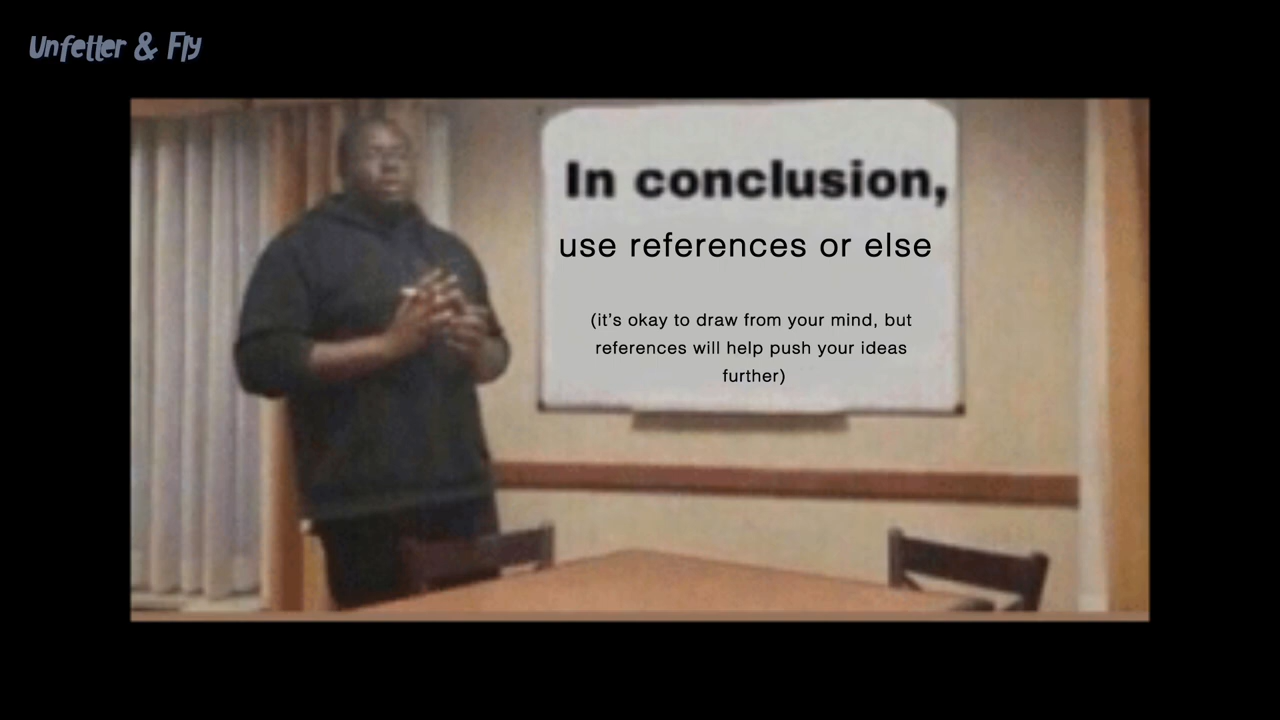 Unfetter & Fly
In conclusion,
use references or else
(it's okay to draw from your mind, but
references will help push your ideas
further)